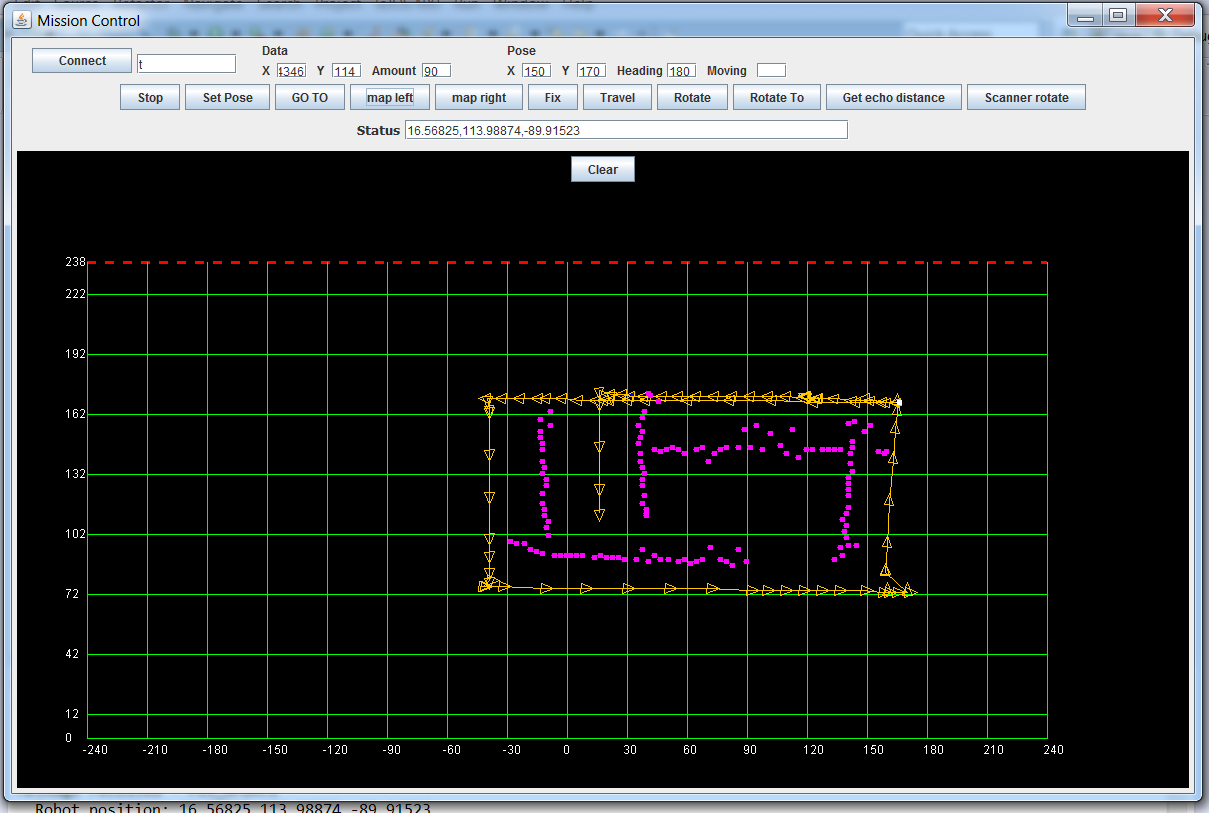 Mission Control
Data Pose
Connect t X 4346 Y 114 Amount 90 X 150 Y 170 Heading 180 Moving
Stop Set Pose GO TO map left map right Fix Travel Rotate Rotate To Get echo distance Scanner rotate
Status 16.56825,113.98874,-89.91523
Clear
238
222
192
162
132
102
72
42
12
0
-240 -210 -180 -150 -120 -90 -60 -30 0 30 60 90 120 150 180 210 240
Robot position: 16.56825,113.98874,-89.91523